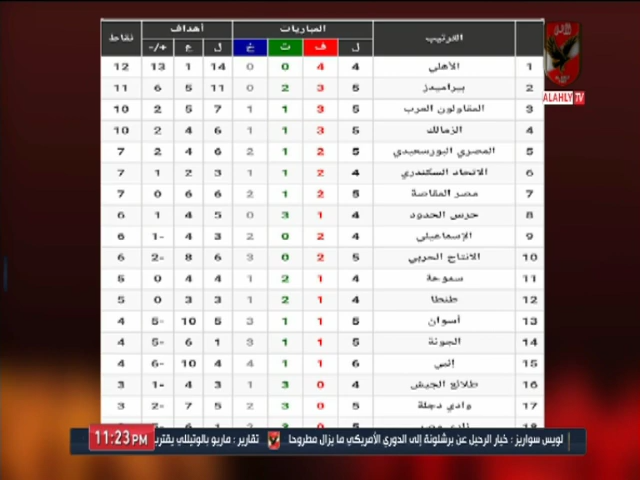 المباريات أهداف
الترتيب ل ف ت خ ل ع +/- نقاط
1 الأهلي 4 4 0 0 14 1 13 12
2 بيراميدز 5 3 2 0 11 5 6 11
3 المقاولون العرب 5 3 1 1 7 5 2 10
4 الزمالك 5 3 1 1 6 4 2 10
5 المصري البورسعيدي 5 2 1 2 6 4 2 7
6 الاتحاد السكندري 4 2 1 1 3 2 1 7
7 مصر المقاصة 5 2 1 2 6 6 0 7
8 حرس الحدود 4 1 3 0 5 4 1 6
9 الإسماعيلي 4 2 0 2 3 4 -1 6
10 الانتاج الحربي 5 2 0 3 6 8 -2 6
11 سموحة 4 1 2 1 4 4 0 5
12 طنطا 4 1 2 1 3 3 0 5
13 أسوان 5 1 1 3 5 10 -5 4
14 الجونة 5 1 1 3 1 6 -5 4
15 إنبي 6 1 1 4 4 10 -6 4
16 طلائع الجيش 4 0 3 1 3 4 -1 3
17 وادي دجلة 5 0 3 2 5 7 -2 3
ALAHLY TV
لويس سواريز : خيار الرحيل عن برشلونة إلى الدوري الأمريكي ما يزال مطروحا تقارير : ماريو بالوتيللي يقترب
11:23 PM